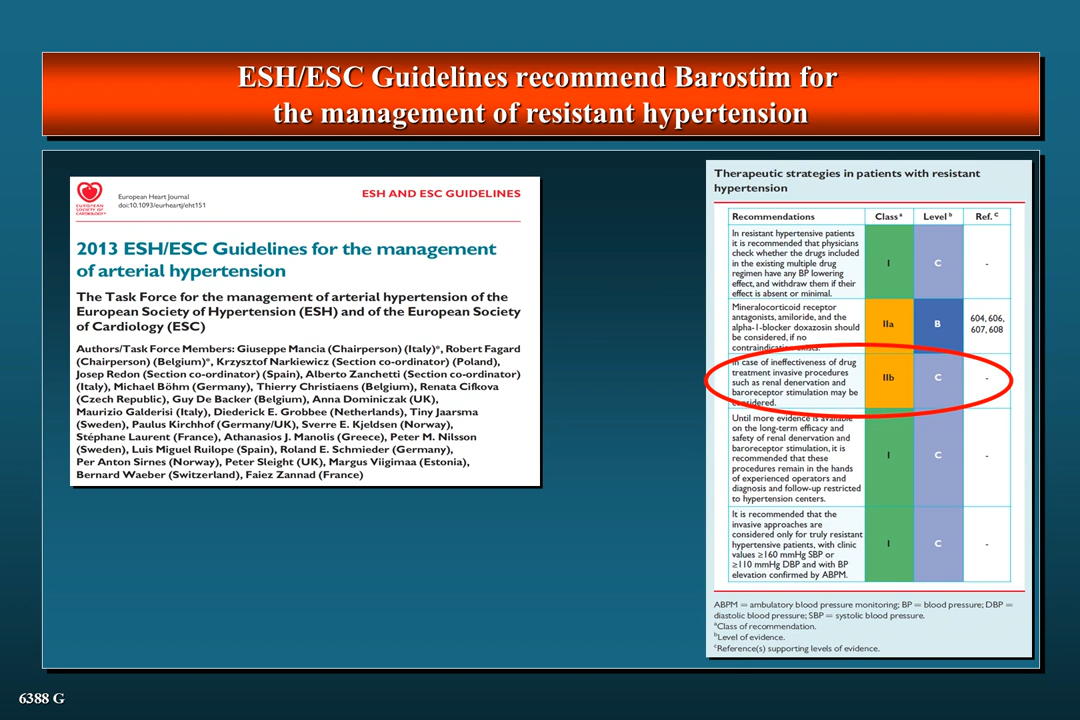 ESH/ESC Guidelines recommend Barostim for
the management of resistant hypertension
EUROPEAN
SOCIETY OF
CARDIOLOGY®
European Heart Journal
doi:10.1093/eurheartj/eht151
ESH AND ESC GUIDELINES
2013 ESH/ESC Guidelines for the management
of arterial hypertension
The Task Force for the management of arterial hypertension of the
European Society of Hypertension (ESH) and of the European Society
of Cardiology (ESC)
Authors/Task Force Members: Giuseppe Mancia (Chairperson) (Italy)*, Robert Fagard
(Chairperson) (Belgium)*, Krzysztof Narkiewicz (Section co-ordinator) (Poland),
Josep Redon (Section co-ordinator) (Spain), Alberto Zanchetti (Section co-ordinator)
(Italy), Michael Böhm (Germany), Thierry Christiaens (Belgium), Renata Cifkova
(Czech Republic), Guy De Backer (Belgium), Anna Dominiczak (UK),
Maurizio Galderisi (Italy), Diederick E. Grobbee (Netherlands), Tiny Jaarsma
(Sweden), Paulus Kirchhof (Germany/UK), Sverre E. Kjeldsen (Norway),
Stéphane Laurent (France), Athanasios J. Manolis (Greece), Peter M. Nilsson
(Sweden), Luis Miguel Ruilope (Spain), Roland E. Schmieder (Germany),
Per Anton Sirnes (Norway), Peter Sleight (UK), Margus Viigimaa (Estonia),
Bernard Waeber (Switzerland), Faiez Zannad (France)
Therapeutic strategies in patients with resistant
hypertension
Recommendations Class a Level b Ref. C
In resistant hypertensive patients
it is recommended that physicians
check whether the drugs included
in the existing multiple drug
regimen have any BP lowering
effect, and withdraw them if their
effect is absent or minimal.
I C -
Mineralocorticoid receptor
antagonists, amiloride, and the
alpha-1-blocker doxazosin should
be considered, if no
contraindication exists.
IIa B 604, 606,
607, 608
In case of ineffectiveness of drug
treatment invasive procedures
such as renal denervation and
baroreceptor stimulation may be
considered.
IIb C -
Until more evidence is available
on the long-term efficacy and
safety of renal denervation and
baroreceptor stimulation, it is
recommended that these
procedures remain in the hands
of experienced operators and
diagnosis and follow-up restricted
to hypertension centers.
I C -
It is recommended that the
invasive approaches are
considered only for truly resistant
hypertensive patients, with clinic
values ≥160 mmHg SBP or
≥110 mmHg DBP and with BP
elevation confirmed by ABPM.
I C -
ABPM = ambulatory blood pressure monitoring; BP = blood pressure; DBP =
diastolic blood pressure; SBP = systolic blood pressure.
aClass of recommendation.
bLevel of evidence.
cReference(s) supporting levels of evidence.
6388 G